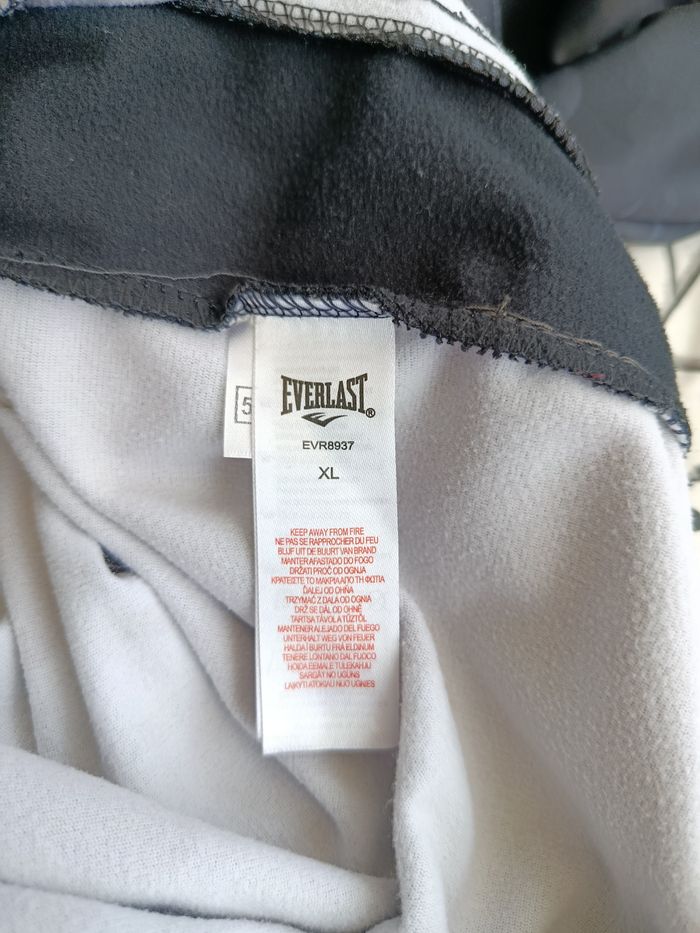 EVERLAST®
5
EVR8937
XL
KEEP AWAY FROM FIRE
NE PAS SE RAPPROCHER DU FEU
BLIJF UIT DE BUURT VAN BRAND
MANTER AFASTADO DO FOGO
DRŽATI PROČ OD OGNJA
ΚΡΑΤΕΙΣΤΕ ΤΟ ΜΑΚΡΙΑ ΑΠΟ ΤΗ ΦΩΤΙΑ
ĎALEJ OD OHŇA
TRZYMAĆ Z DALA OD OGNIA
DRŽ SE DÁL OD OHNĚ
TARTSA TÁVOL A TŰZTŐL
MANTENER ALEJADO DEL FUEGO
UNTERHALT WEG VON FEUER
HALDA Í BURTU FRÁ ELDINUM
TENERE LONTANO DAL FUOCO
HOIDA EEMALE TULEKAHJU
SARGĀT NO UGUNS
LAIKYTI ATOKIAU NUO UGNIES